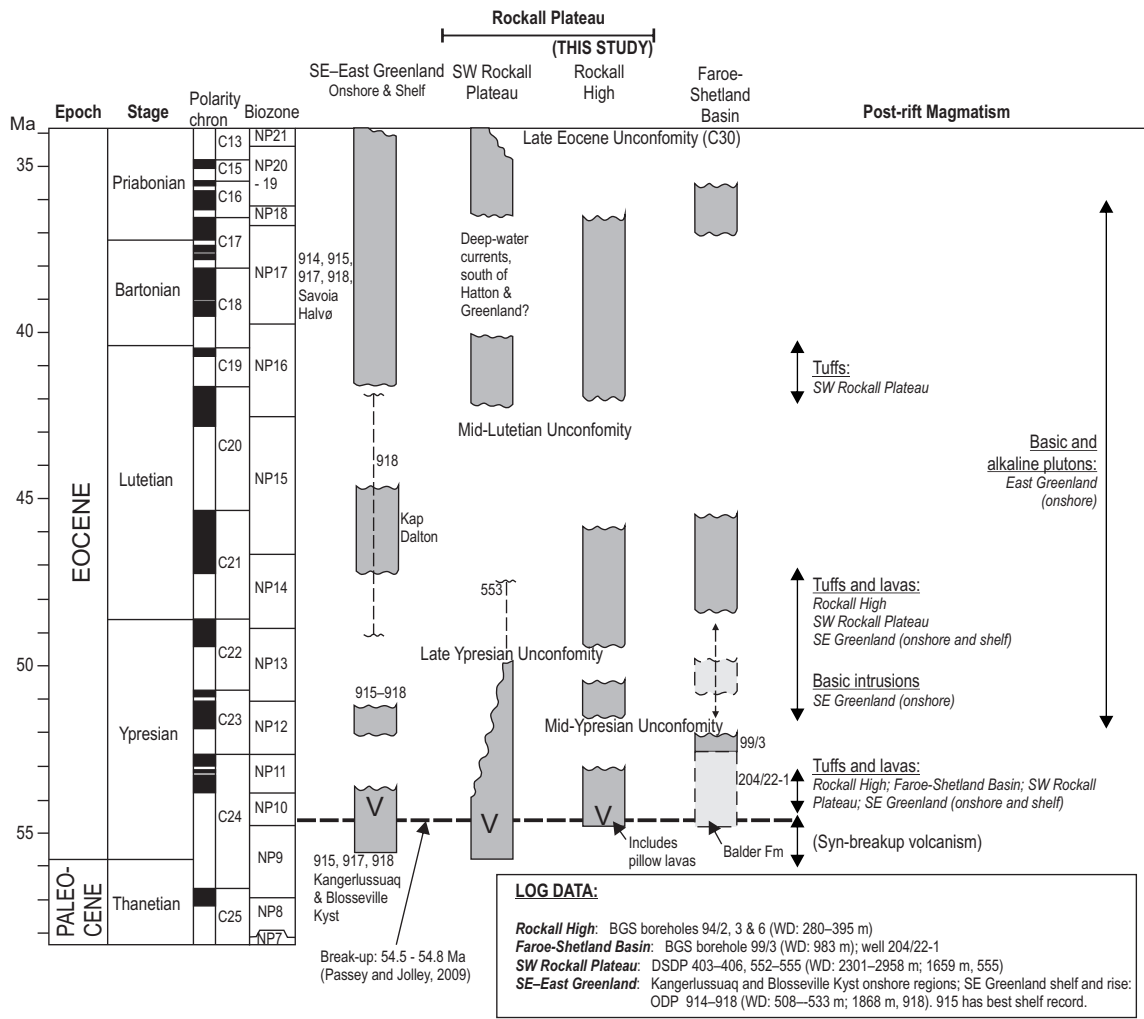 Rockall Plateau
(THIS STUDY)
SE–East Greenland
Onshore & Shelf
SW Rockall
Plateau
Rockall
High
Faroe-
Shetland
Basin
Post-rift Magmatism
Ma
Epoch
Stage
Polarity
chron
Biozone
35
40
45
50
55
EOCENE
PALEO-
CENE
Priabonian
Bartonian
Lutetian
Ypresian
Thanetian
C13
C15
C16
C17
C18
C19
C20
C21
C22
C23
C24
C25
NP21
NP20
- 19
NP18
NP17
NP16
NP15
NP14
NP13
NP12
NP11
NP10
NP9
NP8
NP7
914, 915,
917, 918,
Savoia
Halvø
918
Kap
Dalton
915–918
V
915, 917, 918
Kangerlussuaq
& Blosseville
Kyst
Break-up: 54.5 - 54.8 Ma
(Passey and Jolley, 2009)
Late Eocene Unconfomity (C30)
Deep-water
currents,
south of
Hatton &
Greenland?
Mid-Lutetian Unconfomity
553
Late Ypresian Unconfomity
V
Mid-Ypresian Unconfomity
V
Includes
pillow lavas
99/3
204/22-1
Balder Fm
Tuffs:
SW Rockall Plateau
Basic and
alkaline plutons:
East Greenland
(onshore)
Tuffs and lavas:
Rockall High
SW Rockall Plateau
SE Greenland (onshore and shelf)
Basic intrusions
SE Greenland (onshore)
Tuffs and lavas:
Rockall High; Faroe-Shetland Basin; SW Rockall
Plateau; SE Greenland (onshore and shelf)
(Syn-breakup volcanism)
LOG DATA:
Rockall High: BGS boreholes 94/2, 3 & 6 (WD: 280–395 m)
Faroe-Shetland Basin: BGS borehole 99/3 (WD: 983 m); well 204/22-1
SW Rockall Plateau: DSDP 403–406, 552–555 (WD: 2301–2958 m; 1659 m, 555)
SE–East Greenland: Kangerlussuaq and Blosseville Kyst onshore regions; SE Greenland shelf and rise:
ODP 914–918 (WD: 508–-533 m; 1868 m, 918). 915 has best shelf record.